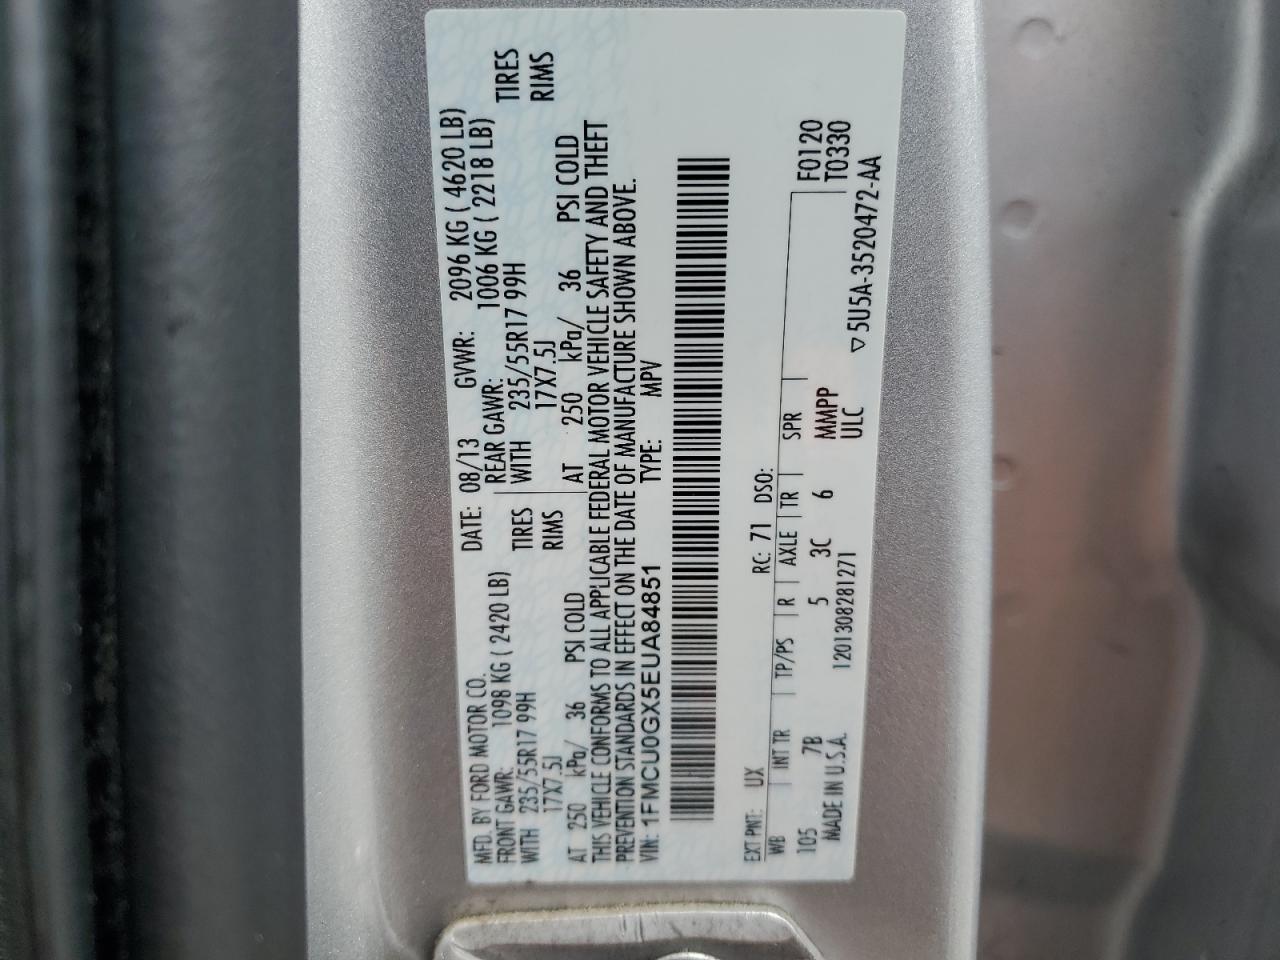 MFD. BY FORD MOTOR CO. DATE: 08/13 GVWR: 2096 KG ( 4620 LB)
FRONT GAWR: 1098 KG ( 2420 LB) REAR GAWR: 1006 KG ( 2218 LB)
WITH 235/55R17 99H TIRES WITH 235/55R17 99H TIRES
17X7.5J RIMS 17X7.5J RIMS
AT 250 kPa/ 36 PSI COLD AT 250 kPa/ 36 PSI COLD
THIS VEHICLE CONFORMS TO ALL APPLICABLE FEDERAL MOTOR VEHICLE SAFETY AND THEFT
PREVENTION STANDARDS IN EFFECT ON THE DATE OF MANUFACTURE SHOWN ABOVE.
VIN: 1FMCU0GX5EUA84851 TYPE: MPV
EXT PNT: UX RC: 71 DSO:
WB INT TR TP/PS R AXLE TR SPR F0120
105 7B 5 3C 6 MMPP T0330
MADE IN U.S.A. 1201308281271 ULC ▽5U5A-3520472-AA